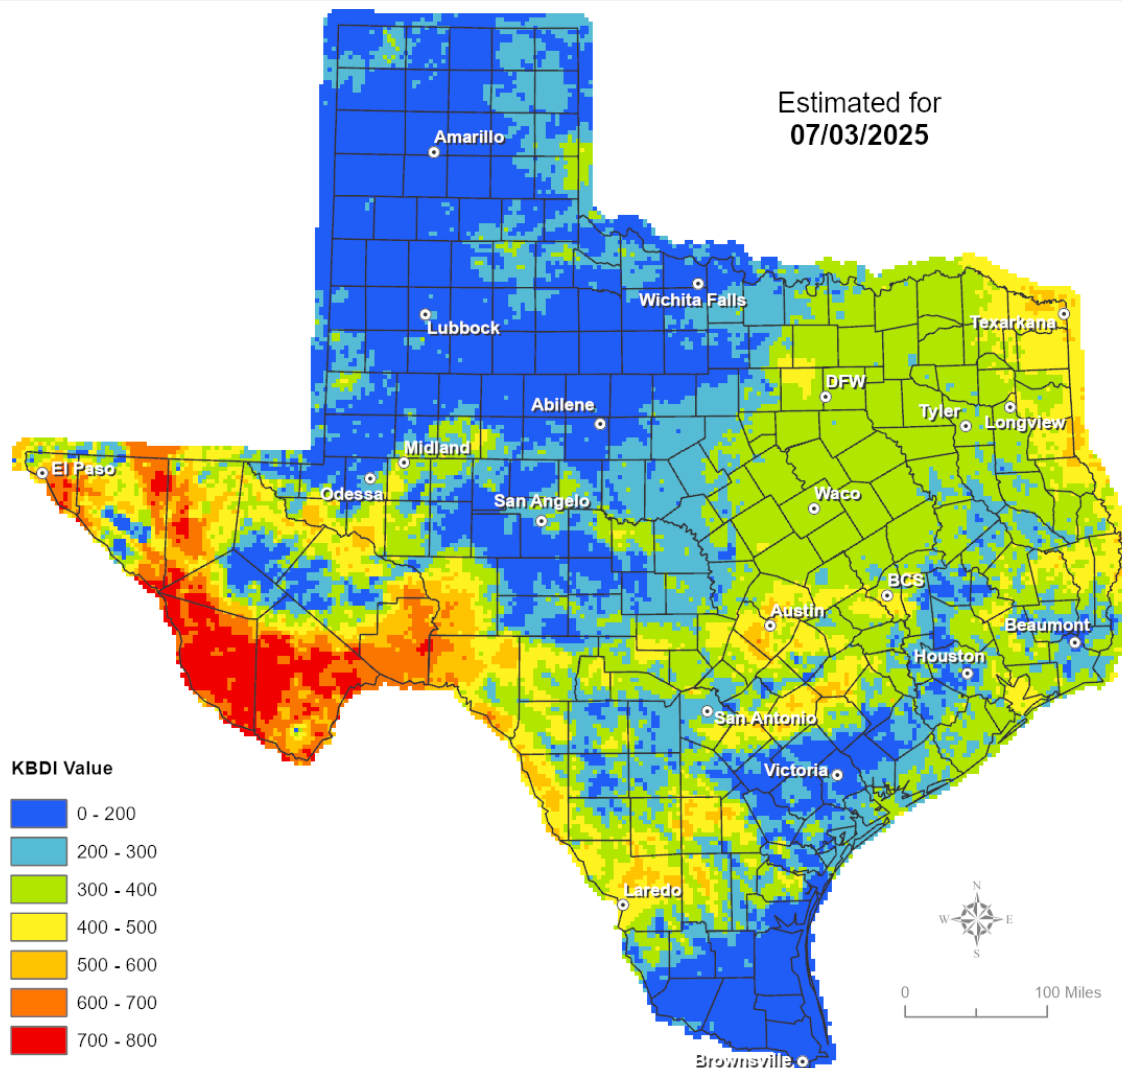 Estimated for
07/03/2025
Amarillo
Wichita Falls
Lubbock
Texarkana
DFW
Abilene
Tyler
Longview
Midland
El Paso
Odessa
San Angelo
Waco
BCS
Austin
Beaumont
Houston
San Antonio
Victoria
Laredo
Brownsville
KBDI Value
0 - 200
200 - 300
300 - 400
400 - 500
500 - 600
600 - 700
700 - 800
N
W E
S
0 100 Miles